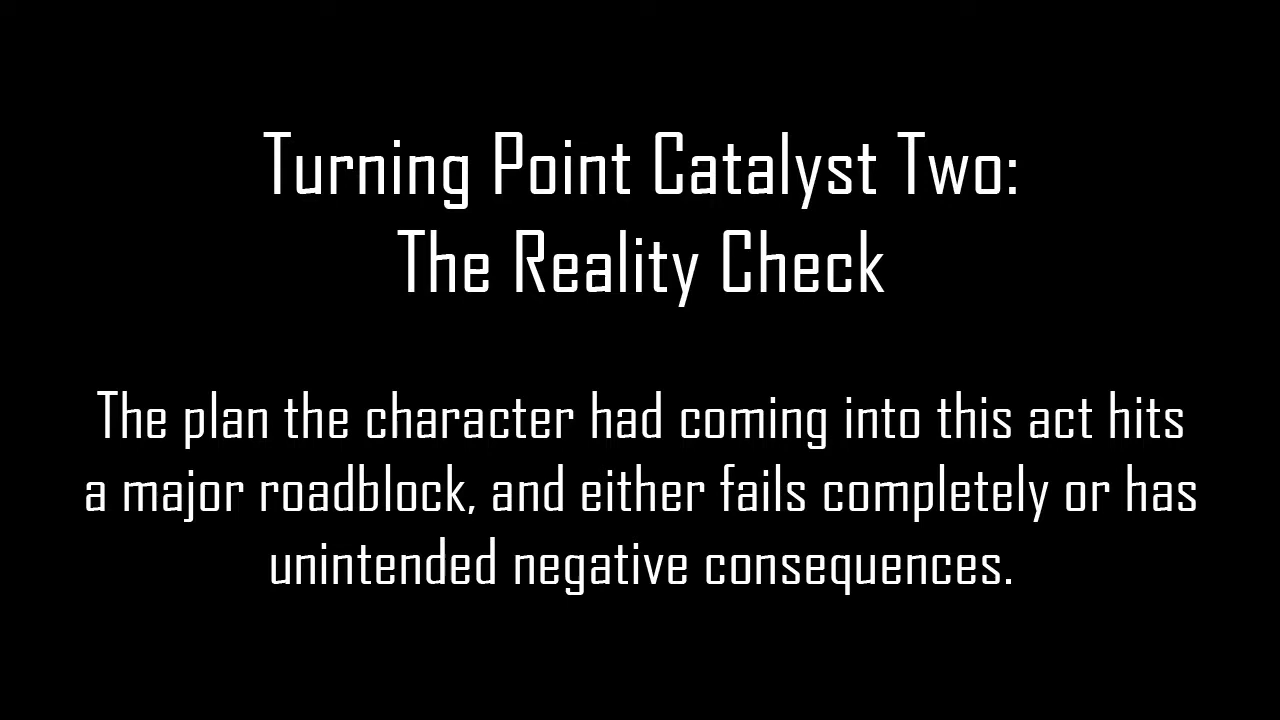 Turning Point Catalyst Two:
The Reality Check
The plan the character had coming into this act hits
a major roadblock, and either fails completely or has
unintended negative consequences.